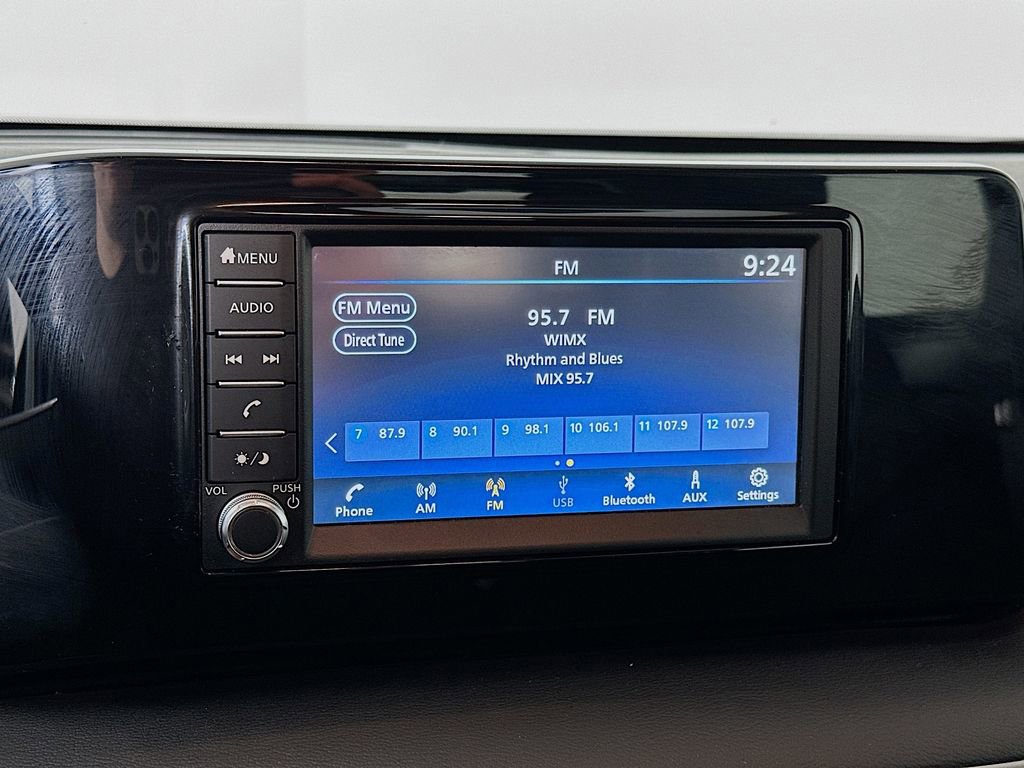 MENU
AUDIO
VOL
PUSH
FM
9:24
FM Menu
Direct Tune
95.7 FM
WIMX
Rhythm and Blues
MIX 95.7
7 87.9
8 90.1
9 98.1
10 106.1
11 107.9
12 107.9
Phone
AM
FM
USB
Bluetooth
AUX
Settings